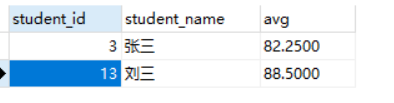 student_id student_name avg
3 张三 82.2500
13 刘三 88.5000